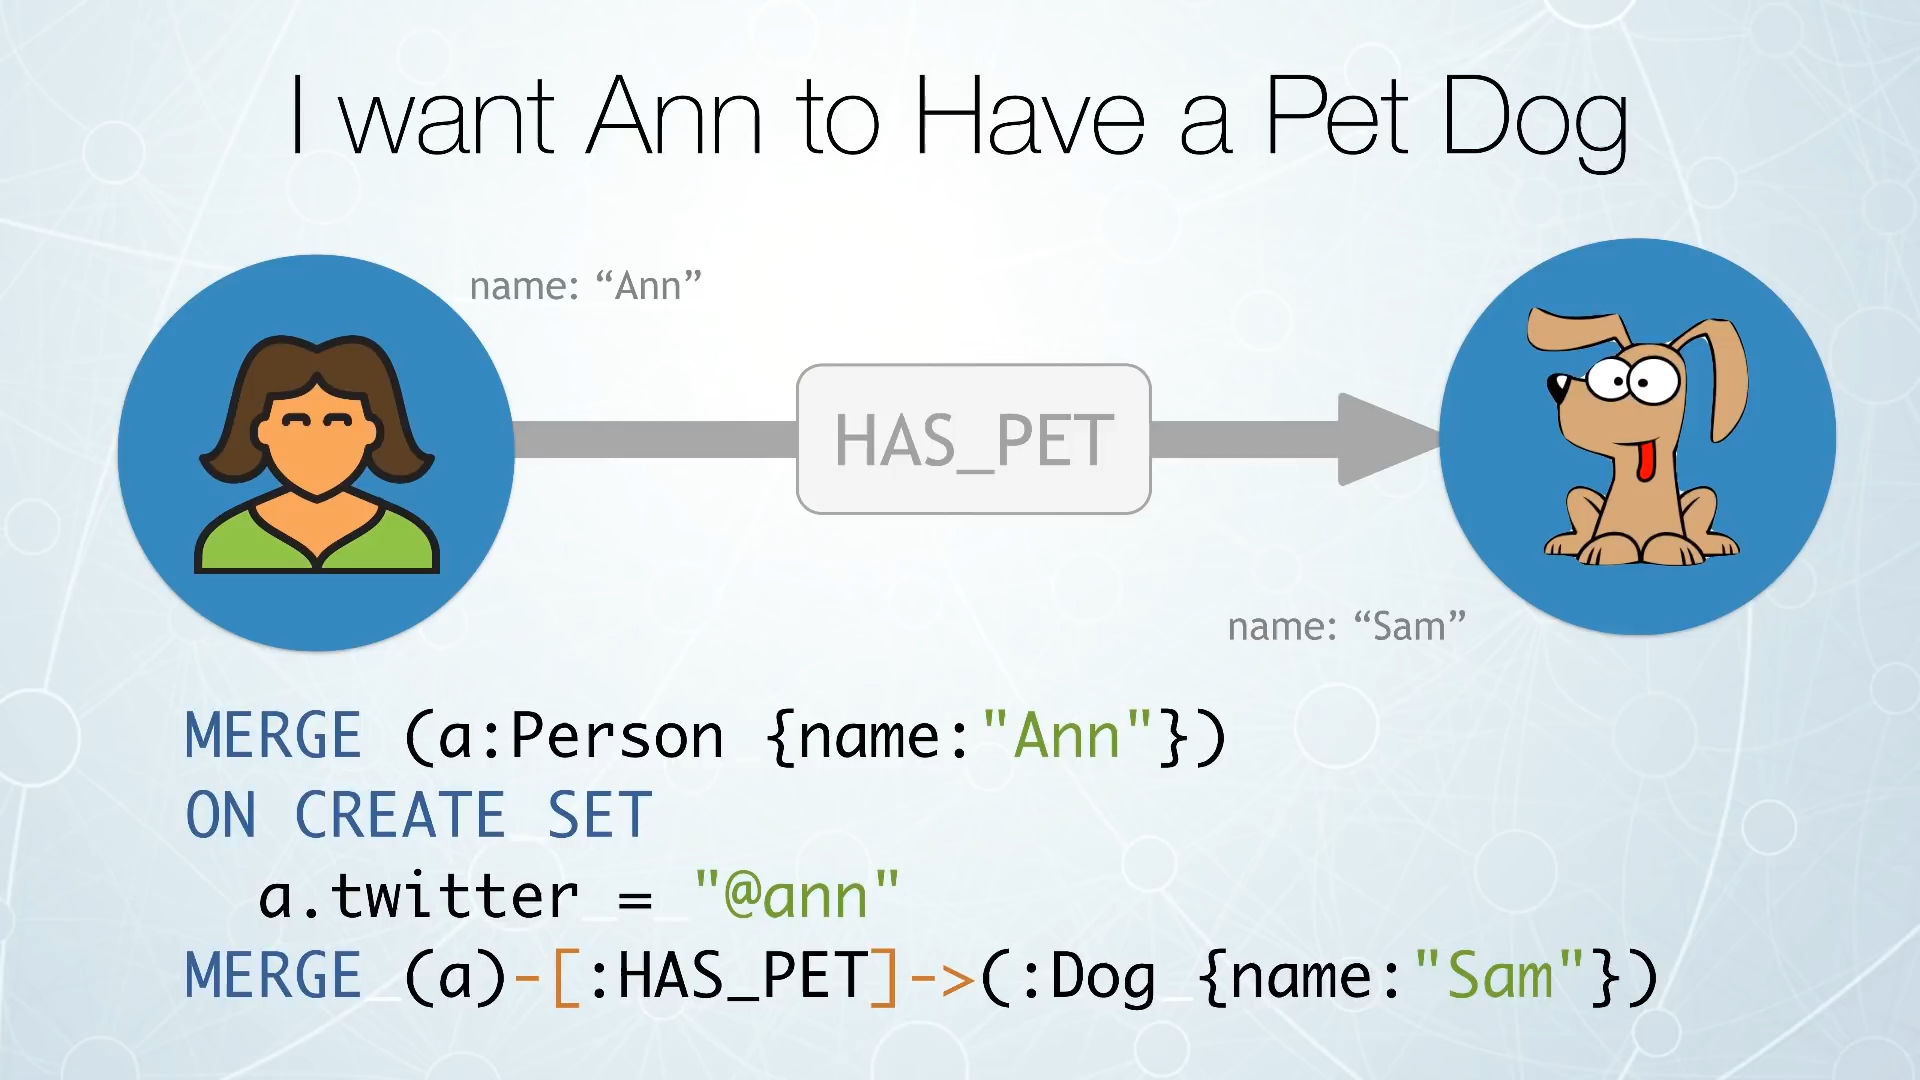 I want Ann to Have a Pet Dog
name: “Ann”
HAS_PET
name: “Sam”
MERGE (a:Person {name:"Ann"})
ON CREATE SET
  a.twitter = "@ann"
MERGE (a)-[:HAS_PET]->(:Dog {name:"Sam"})